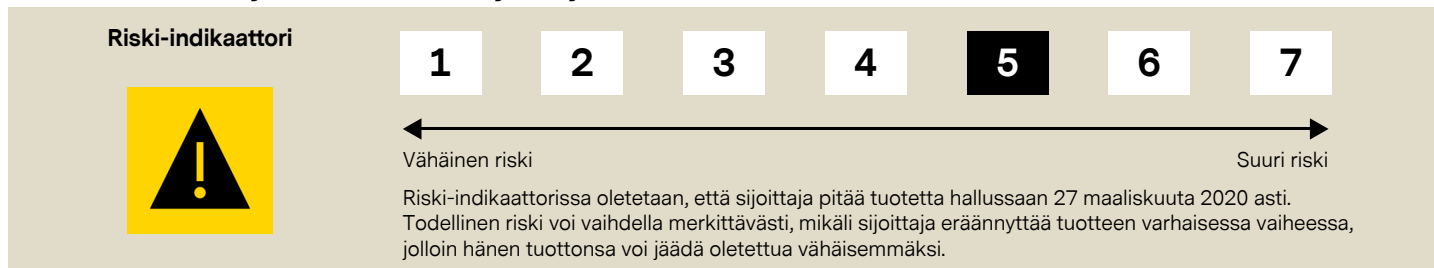 Riski-indikaattori
1 2 3 4 5 6 7
Vähäinen riski Suuri riski
Riski-indikaattorissa oletetaan, että sijoittaja pitää tuotetta hallussaan 27 maaliskuuta 2020 asti.
Todellinen riski voi vaihdella merkittävästi, mikäli sijoittaja eräännyttää tuotteen varhaisessa vaiheessa,
jolloin hänen tuottonsa voi jäädä oletettua vähäisemmäksi.